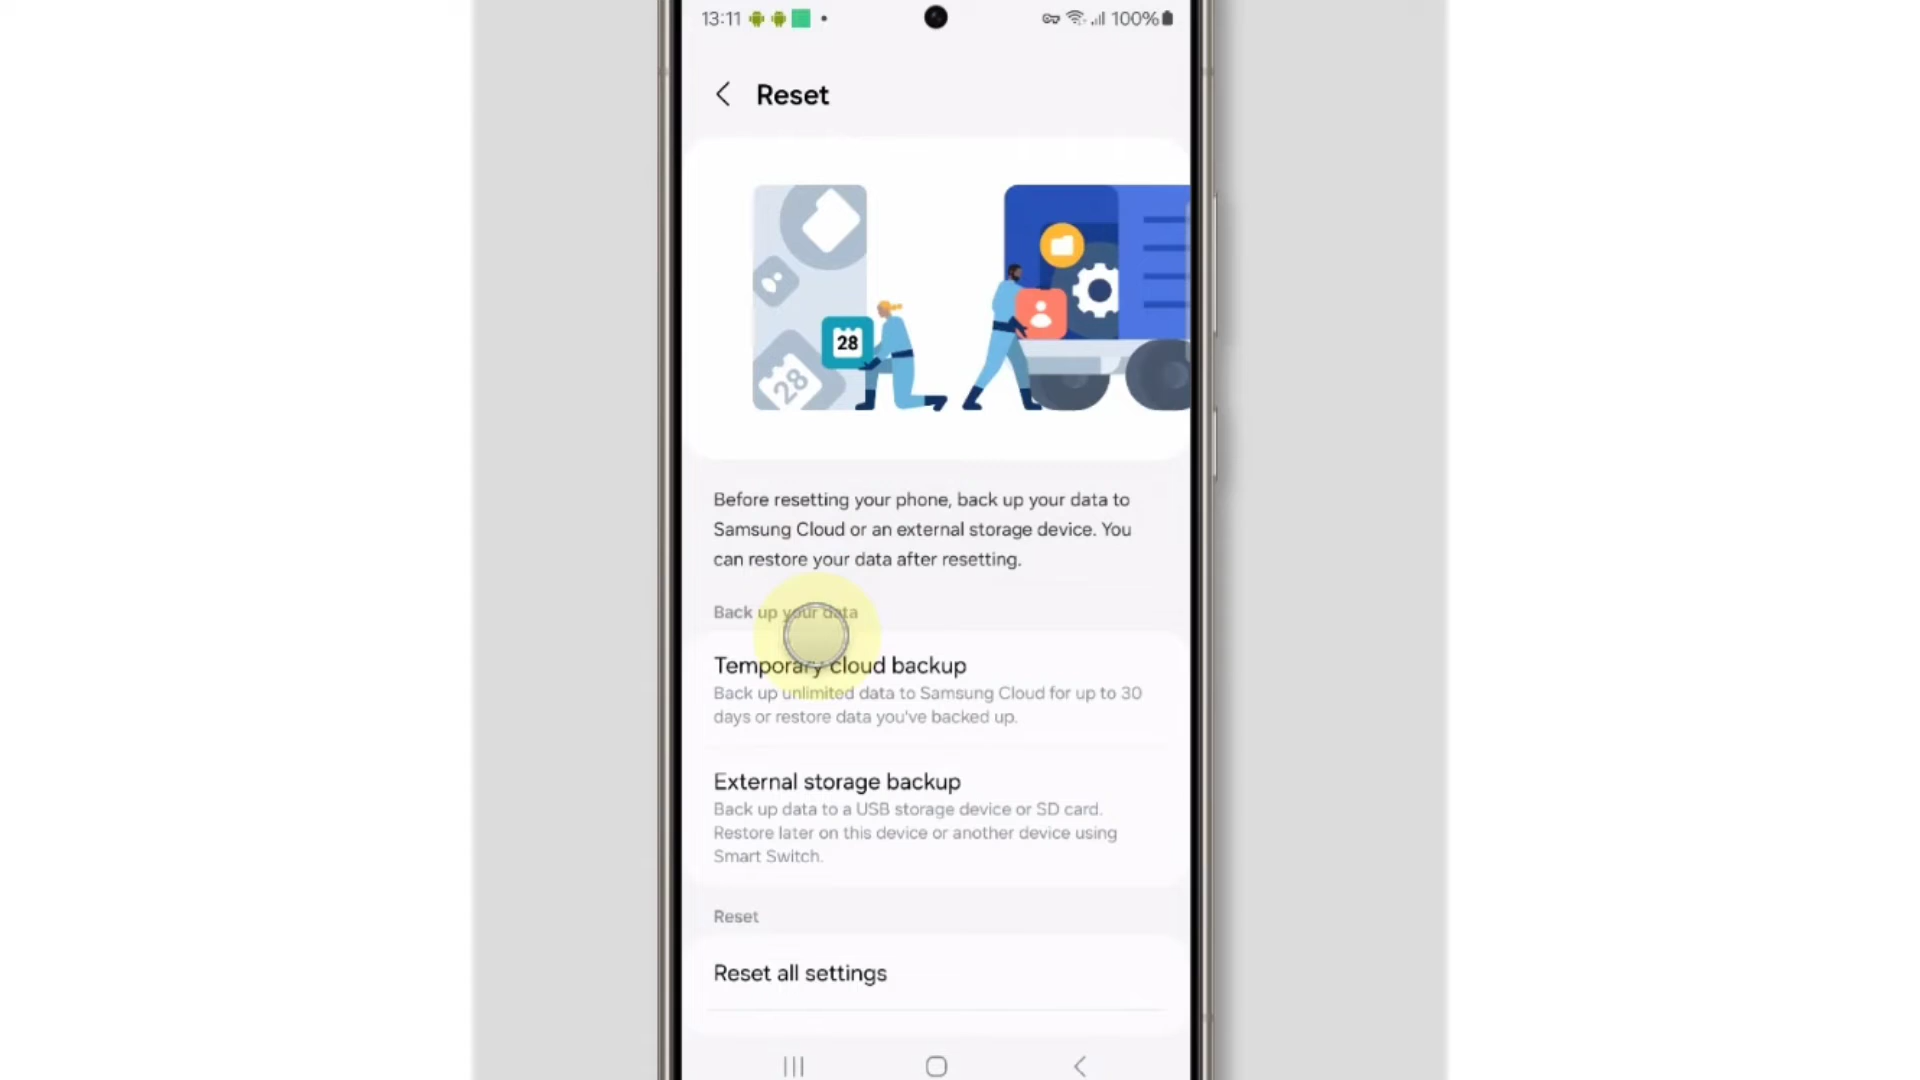 13:11
100%
Reset
28
28
Before resetting your phone, back up your data to
Samsung Cloud or an external storage device. You
can restore your data after resetting.
Back up your data
Temporary cloud backup
Back up unlimited data to Samsung Cloud for up to 30
days or restore data you've backed up.
External storage backup
Back up data to a USB storage device or SD card.
Restore later on this device or another device using
Smart Switch.
Reset
Reset all settings